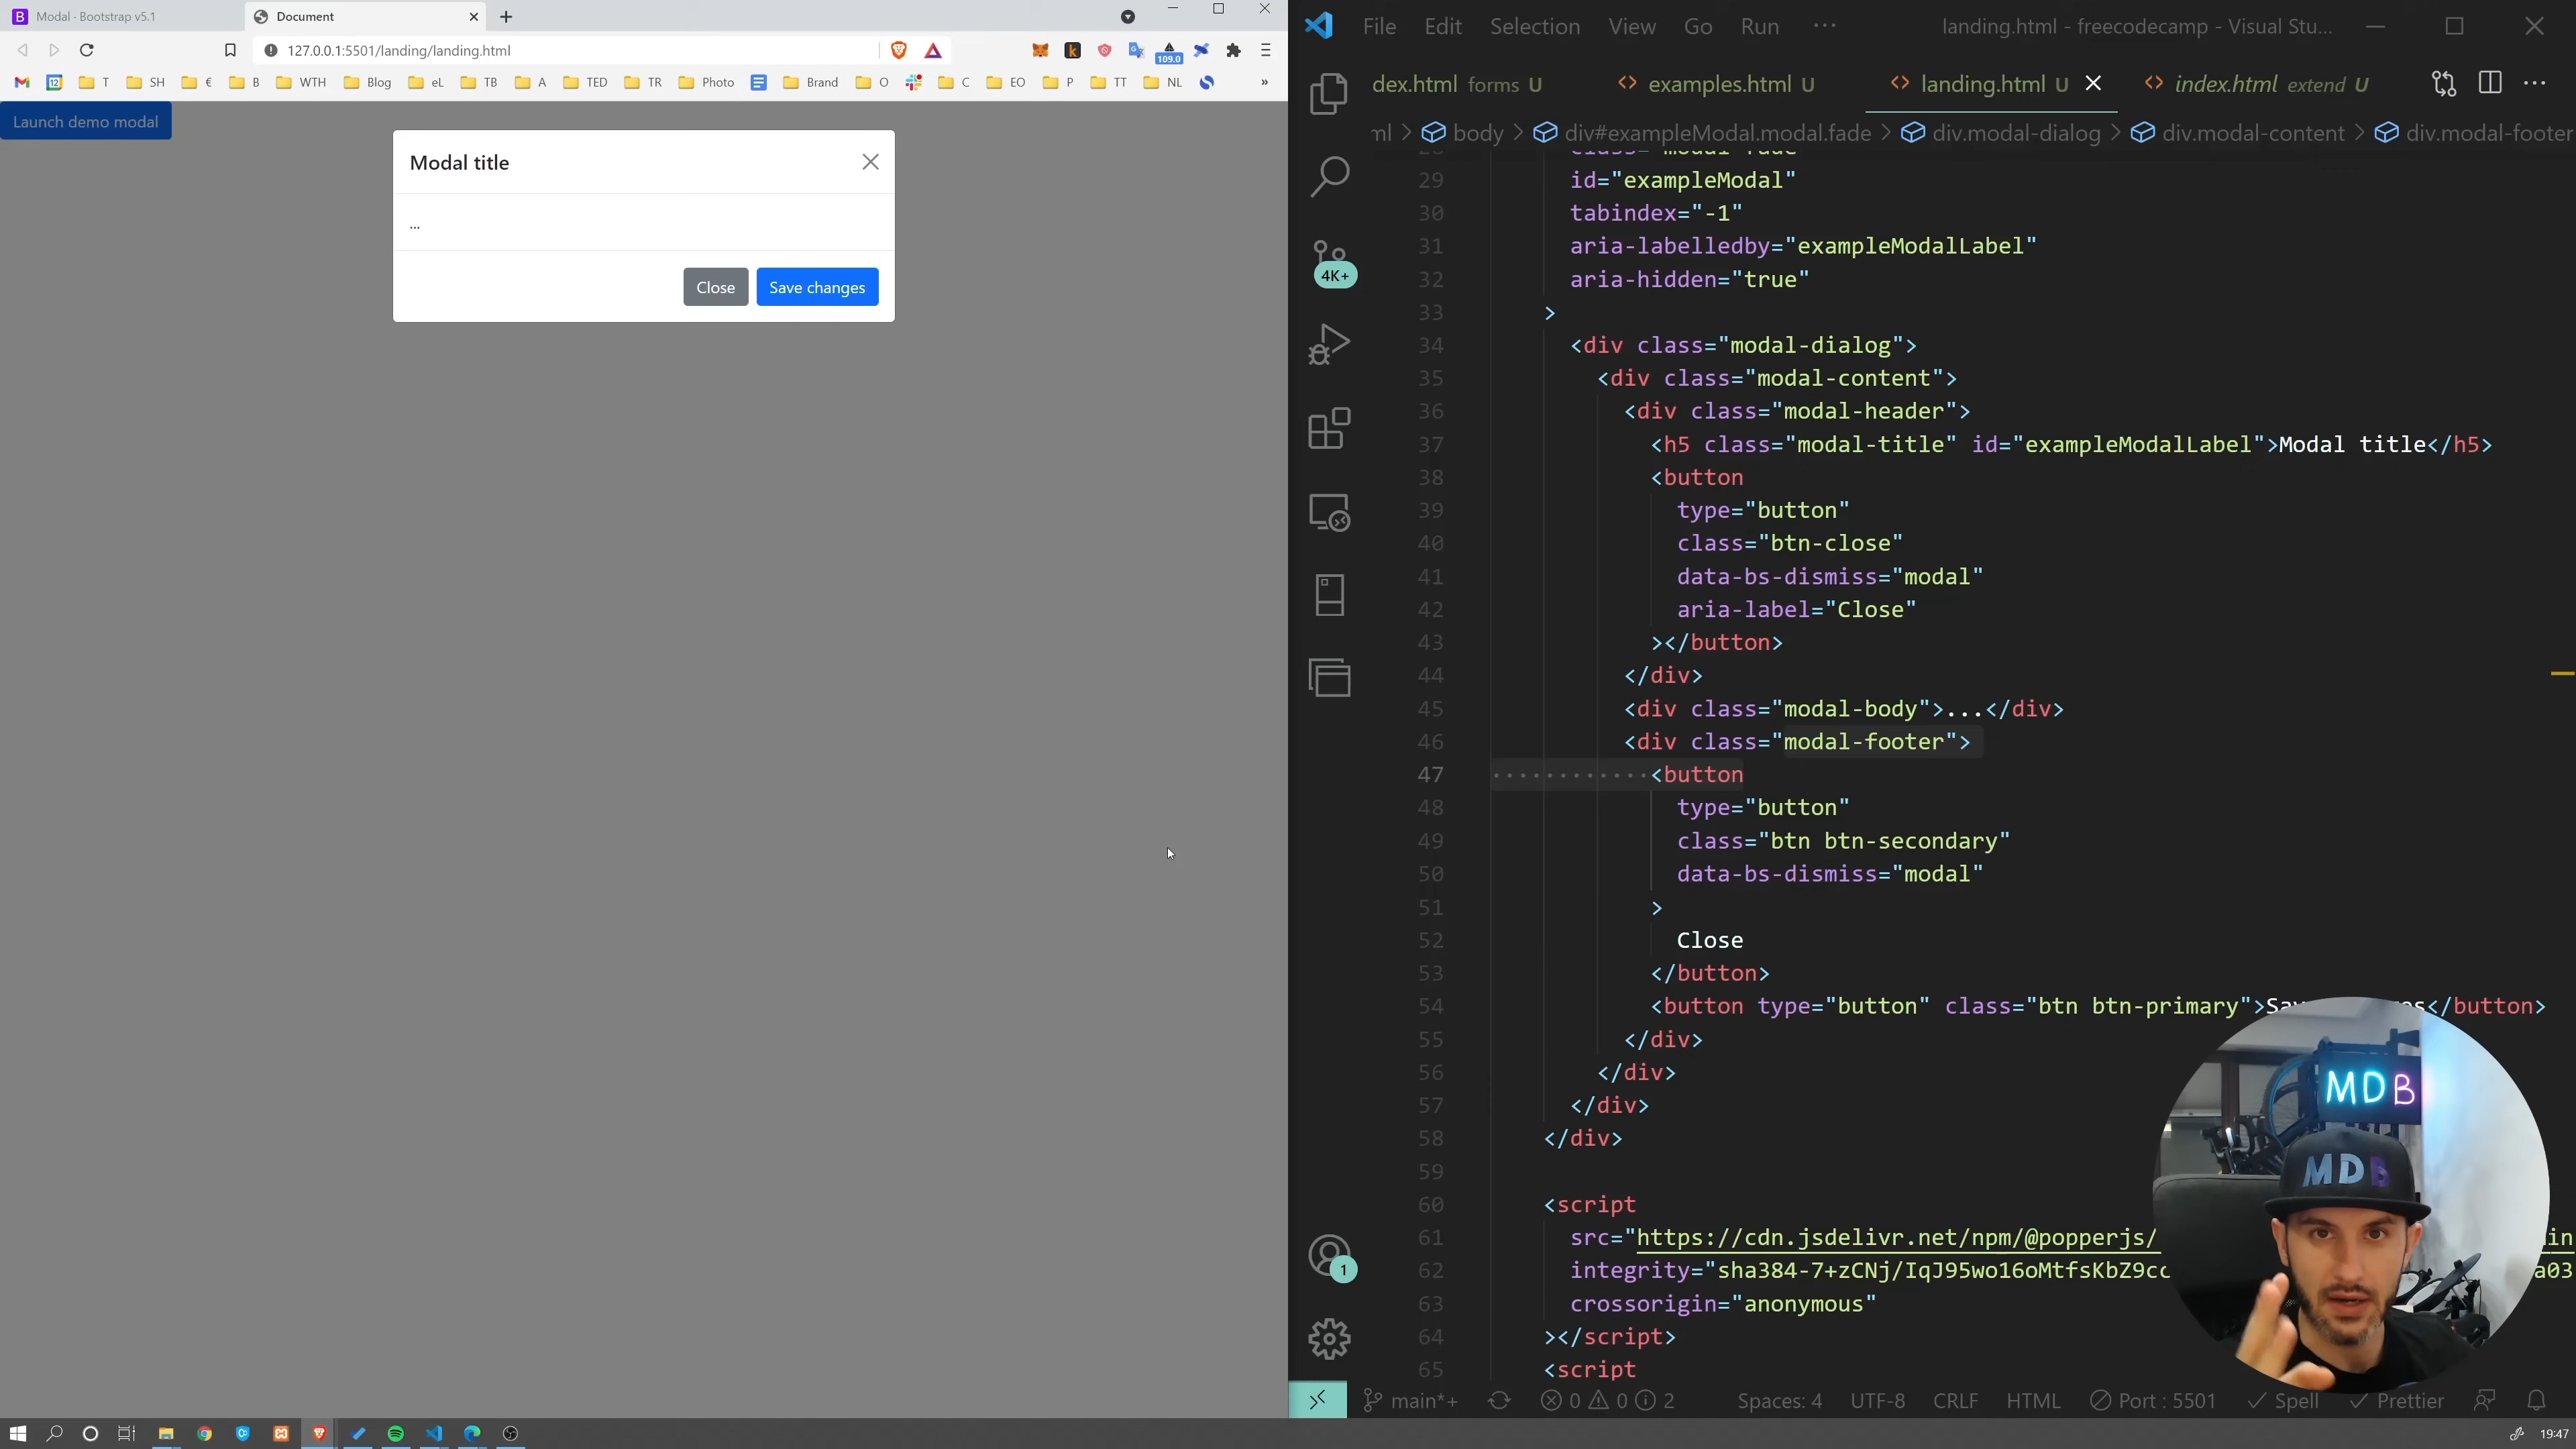 Modal · Bootstrap v5.1
Document
127.0.0.1:5501/landing/landing.html
109.0
12 T SH € B WTH Blog eL TB A TED TR Photo Brand O C EO P TT NL »
Launch demo modal
Modal title
...
Close Save changes
File Edit Selection View Go Run ··· landing.html - freecodecamp - Visual Stu...
dex.html forms U examples.html U landing.html U index.html extend U
ml > body > div#exampleModal.modal.fade > div.modal-dialog > div.modal-content > div.modal-footer
29 id="exampleModal"
30 tabindex="-1"
31 aria-labelledby="exampleModalLabel"
32 aria-hidden="true"
33 >
34 <div class="modal-dialog">
35 <div class="modal-content">
36 <div class="modal-header">
37 <h5 class="modal-title" id="exampleModalLabel">Modal title</h5>
38 <button
39 type="button"
40 class="btn-close"
41 data-bs-dismiss="modal"
42 aria-label="Close"
43 ></button>
44 </div>
45 <div class="modal-body">...</div>
46 <div class="modal-footer">
47 <button
48 type="button"
49 class="btn btn-secondary"
50 data-bs-dismiss="modal"
51 >
52 Close
53 </button>
54 <button type="button" class="btn btn-primary"> </button>
55 </div>
56 </div>
57 </div>
58 </div>
59
60 <script
61 src="https://cdn.jsdelivr.net/npm/@popperjs/
62 integrity="sha384-7+zCNj/IqJ95wo16oMtfsKbZ9cc
63 crossorigin="anonymous"
64 ></script>
65 <script
4K+
1
MDB
MDB
main*+ 0 0 2 Spaces: 4 UTF-8 CRLF HTML Port : 5501 Spell Prettier
19:47